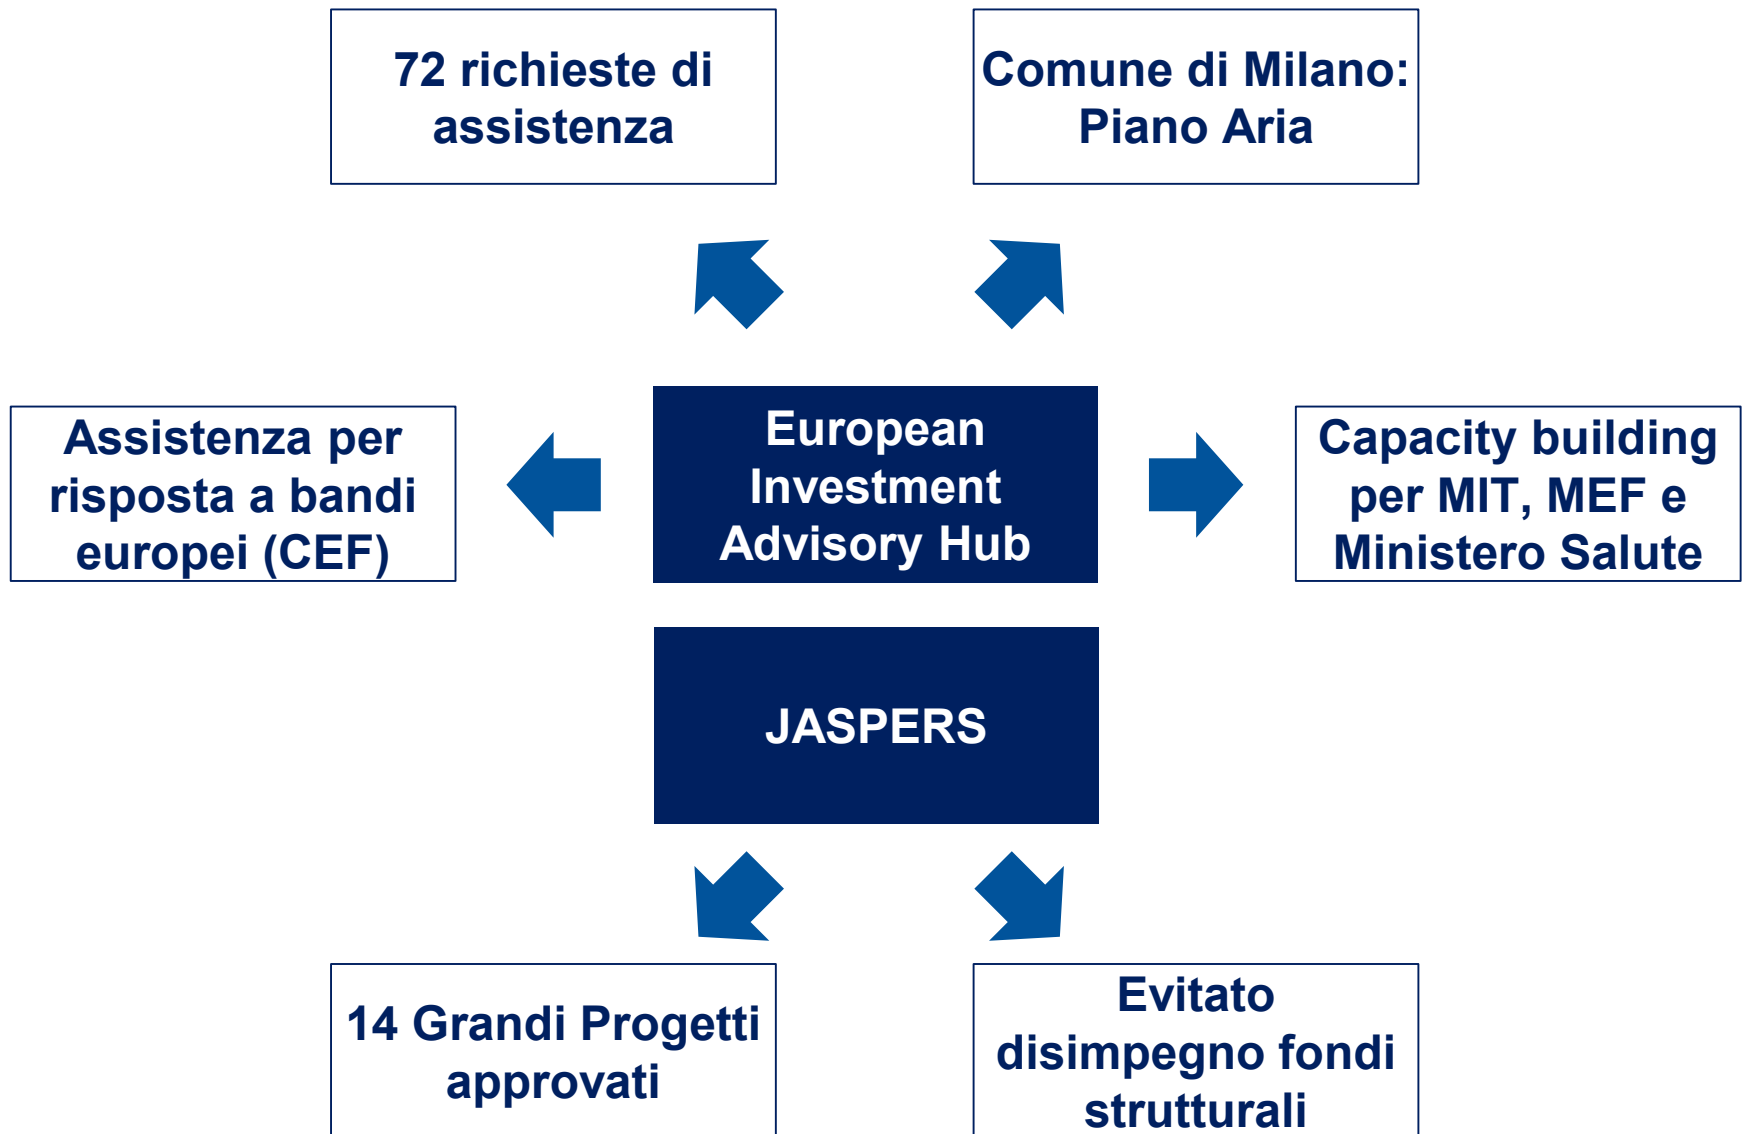 72 richieste di
assistenza
Comune di Milano:
Piano Aria
Assistenza per
risposta a bandi
europei (CEF)
European
Investment
Advisory Hub
Capacity building
per MIT, MEF e
Ministero Salute
JASPERS
14 Grandi Progetti
approvati
Evitato
disimpegno fondi
strutturali